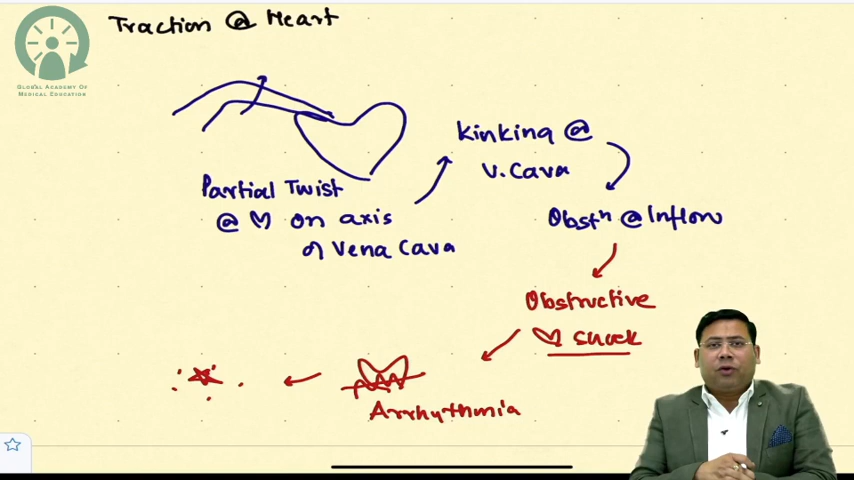 Traction @ Heart
GLOBAL ACADEMY OF
MEDICAL EDUCATION
Partial Twist
@ ♡ on axis
of Vena Cava
Kinking @
V. Cava
Obstⁿ @ Inflow
Obstructive
♡ Shock
Arrhythmia